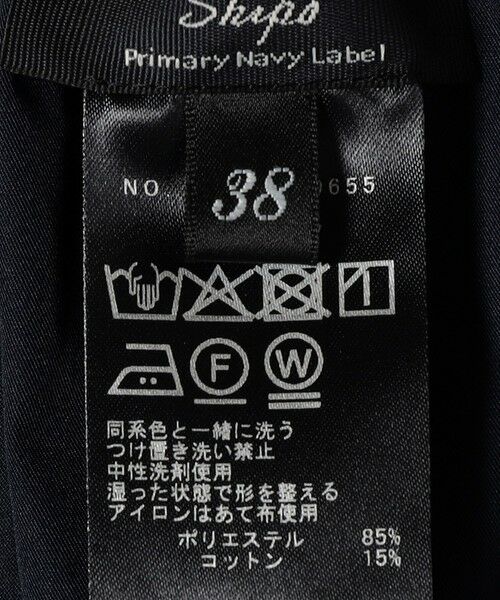 Ships
Primary Navy Label
NO 38 655
F W
同系色と一緒に洗う
つけ置き洗い禁止
中性洗剤使用
湿った状態で形を整える
アイロンはあて布使用
ポリエステル 85%
コットン 15%